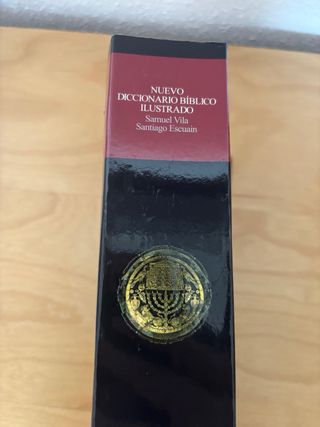 NUEVO
DICCIONARIO BÍBLICO
ILUSTRADO
Samuel Vila
Santiago Escuain